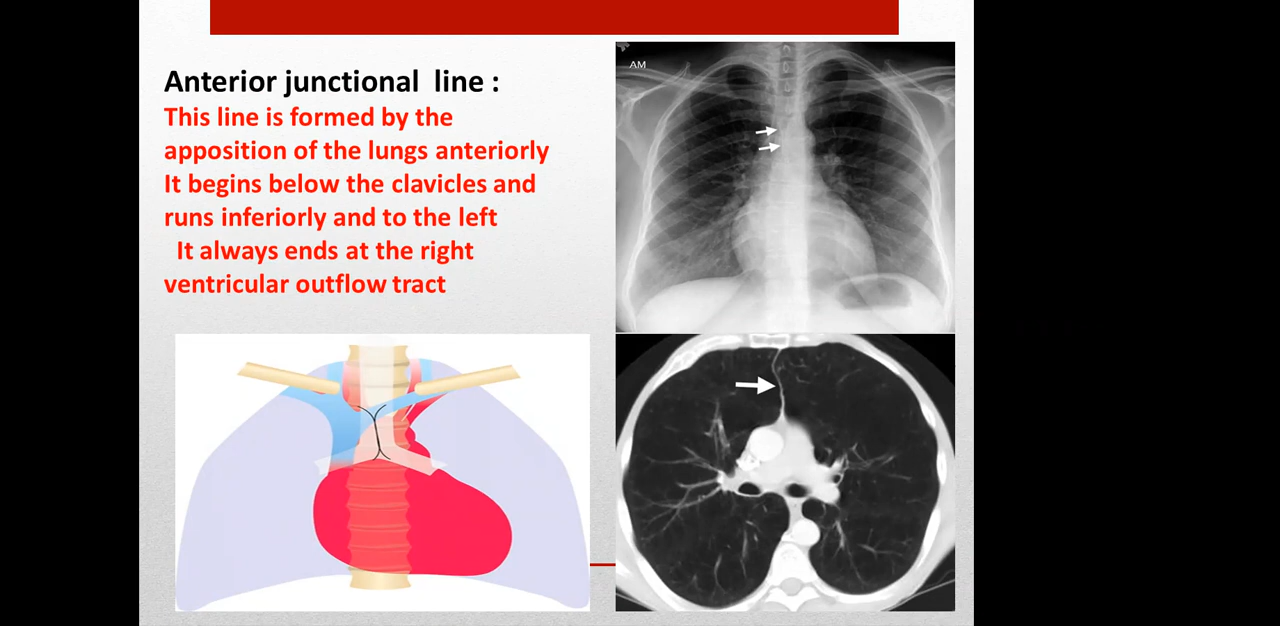 Anterior junctional line :
This line is formed by the
apposition of the lungs anteriorly
It begins below the clavicles and
runs inferiorly and to the left
It always ends at the right
ventricular outflow tract
AM